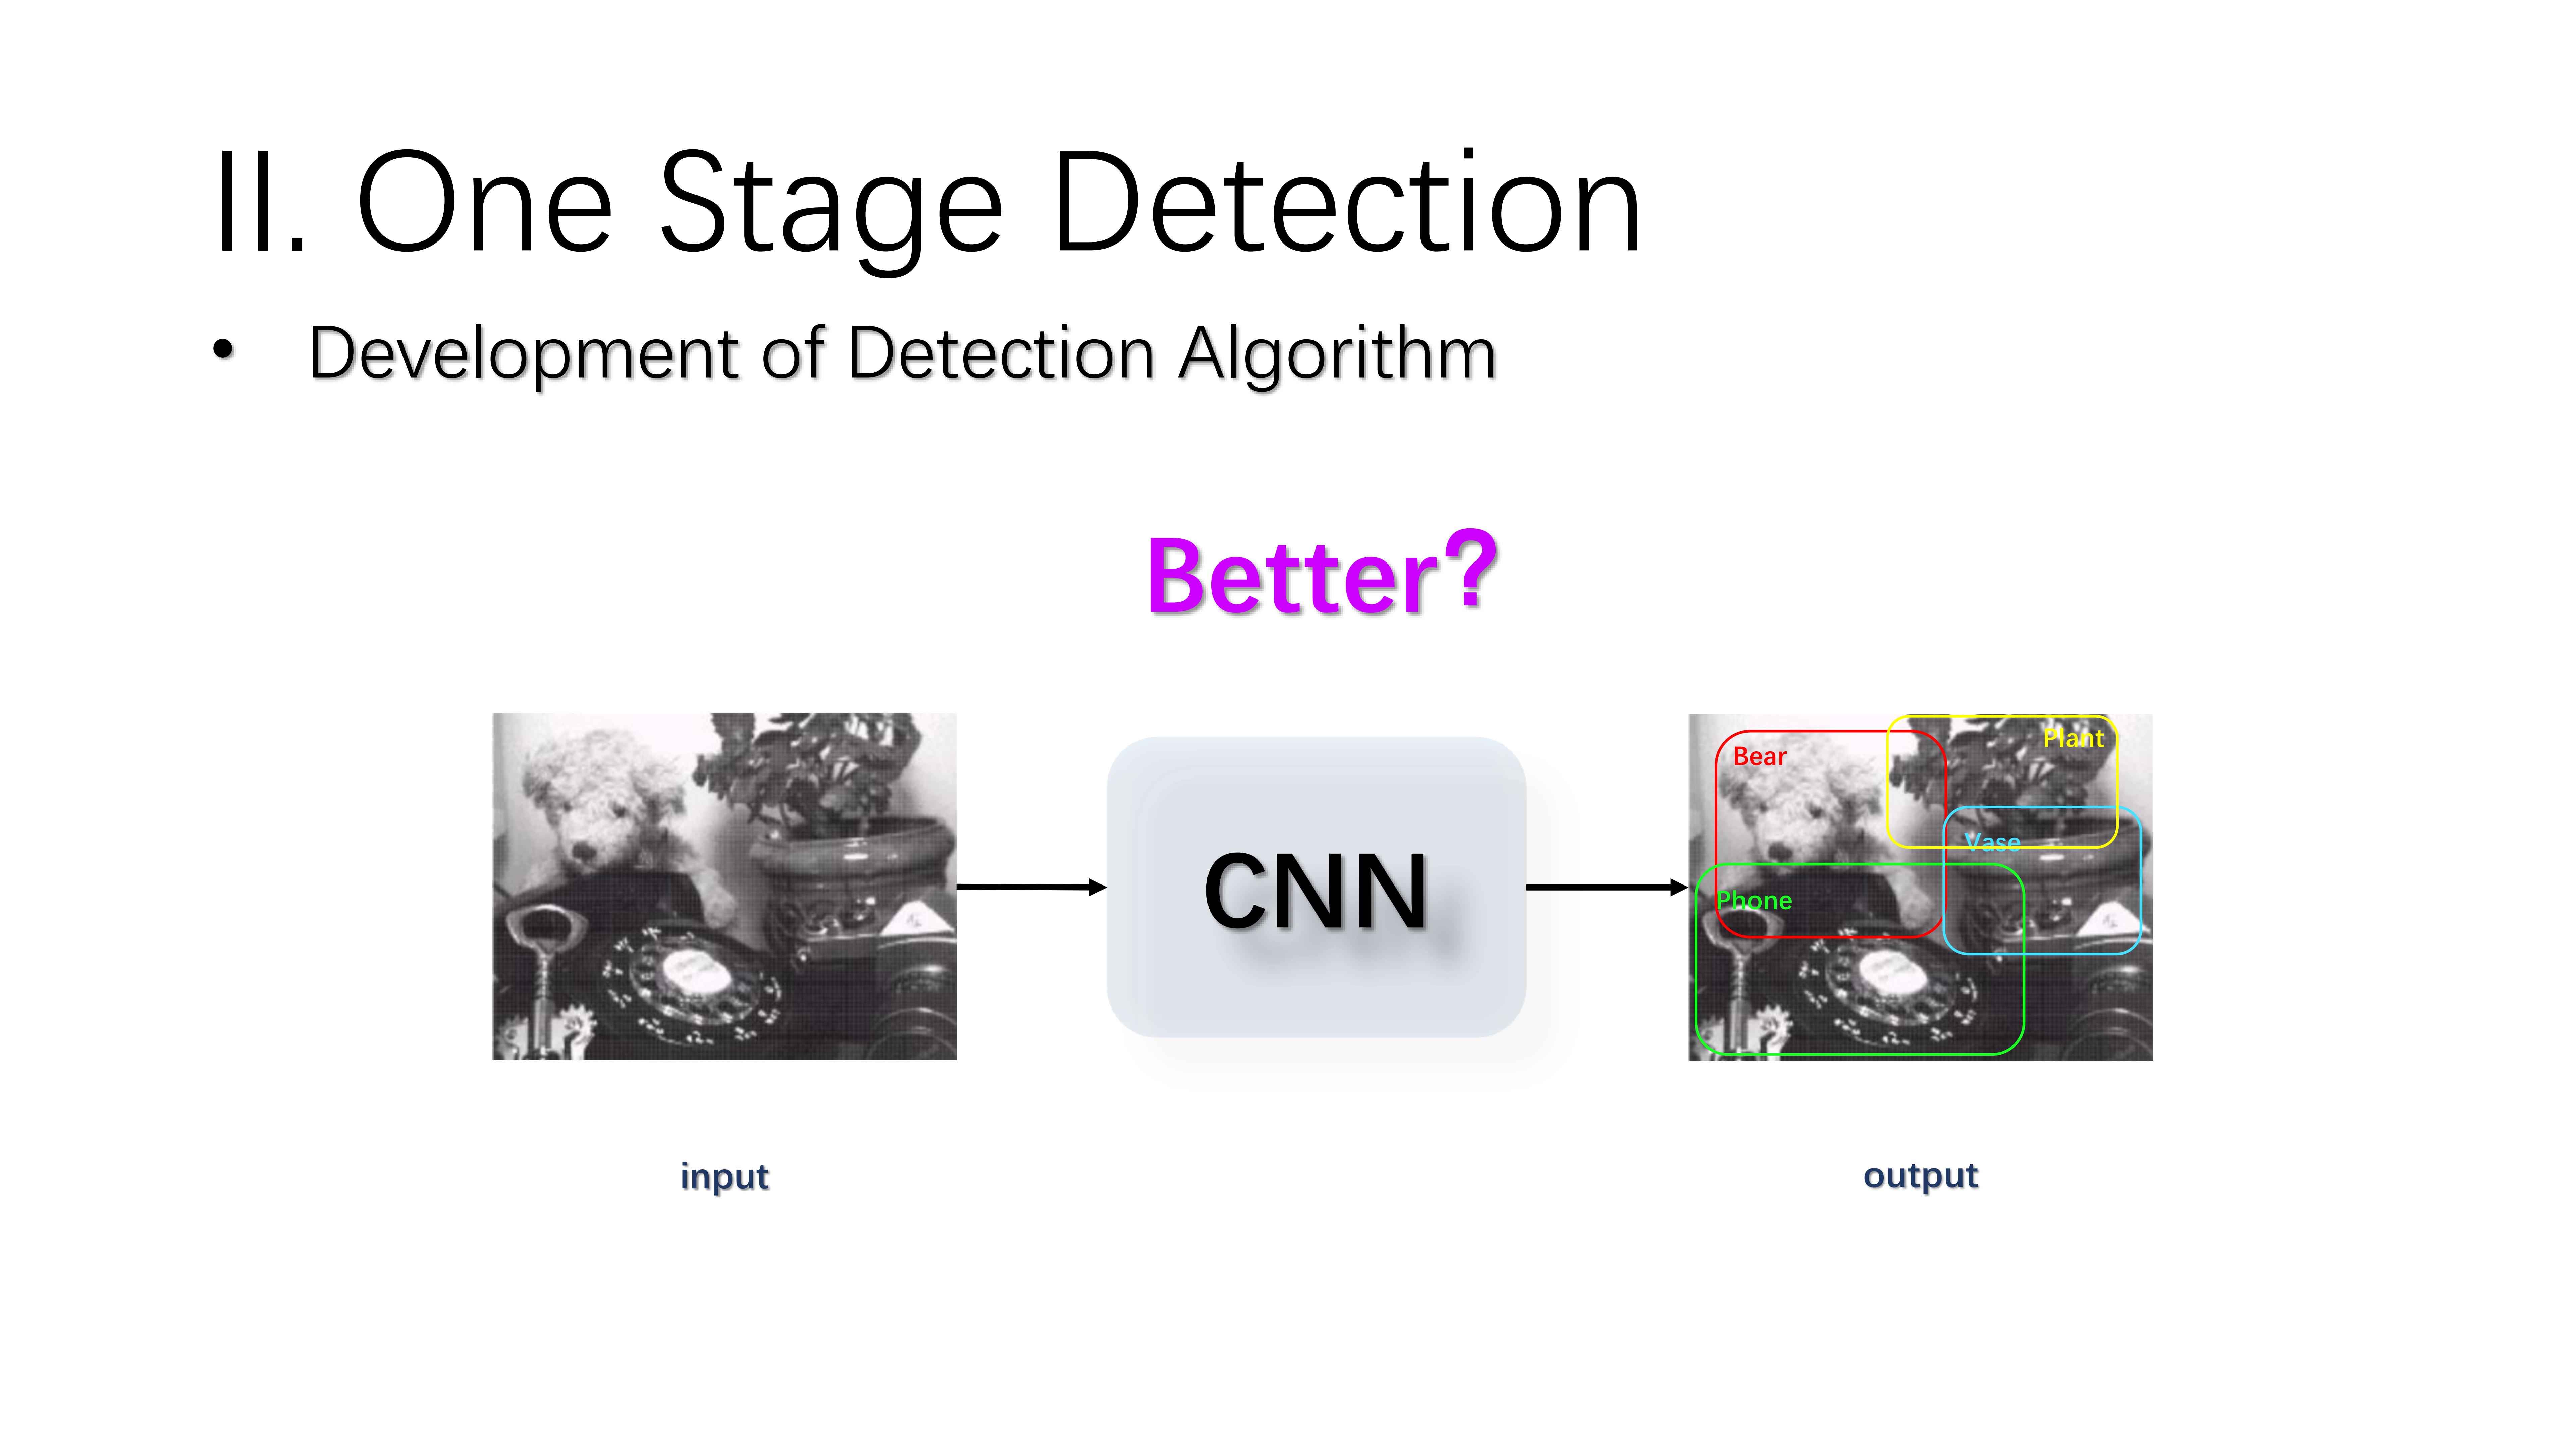 II. One Stage Detection
• Development of Detection Algorithm
Better?
Bear
Plant
Vase
Phone
CNN
input
output